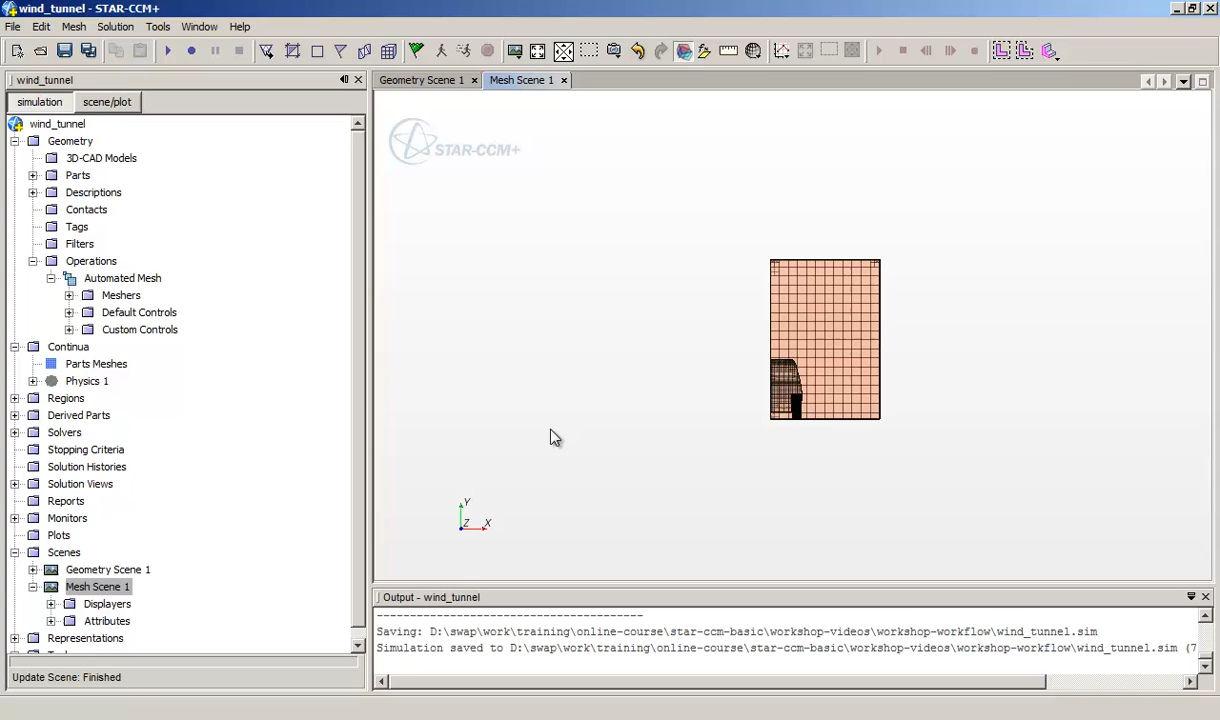 wind_tunnel - STAR-CCM+
File Edit Mesh Solution Tools Window Help
wind_tunnel
Geometry Scene 1
Mesh Scene 1
simulation
scene/plot
wind_tunnel
Geometry
3D-CAD Models
Parts
Descriptions
Contacts
Tags
Filters
Operations
Automated Mesh
Meshers
Default Controls
Custom Controls
Continua
Parts Meshes
Physics 1
Regions
Derived Parts
Solvers
Stopping Criteria
Solution Histories
Solution Views
Reports
Monitors
Plots
Scenes
Geometry Scene 1
Mesh Scene 1
Displayers
Attributes
Representations
Update Scene: Finished
STAR-CCM+
Y
Z X
Output - wind_tunnel
----------------------------------------
Saving: D:\swap\work\training\online-course\star-ccm-basic\workshop-videos\workshop-workflow\wind_tunnel.sim
Simulation saved to D:\swap\work\training\online-course\star-ccm-basic\workshop-videos\workshop-workflow\wind_tunnel.sim (7